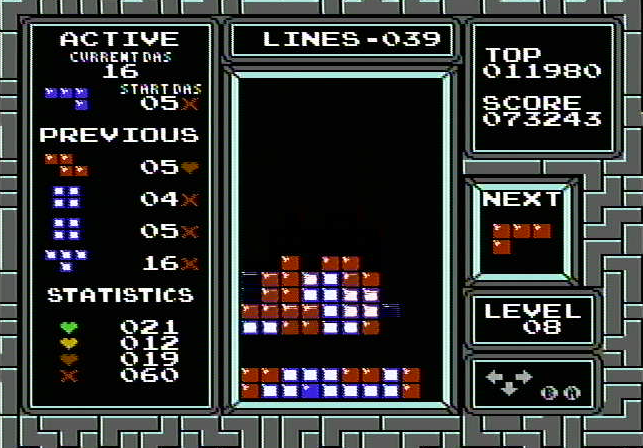 ACTIVE
CURRENT DAS
16
START DAS
05
PREVIOUS
05
04
05
16
STATISTICS
021
012
019
060
LINES-039
TOP
011980
SCORE
073243
NEXT
LEVEL
08
B A